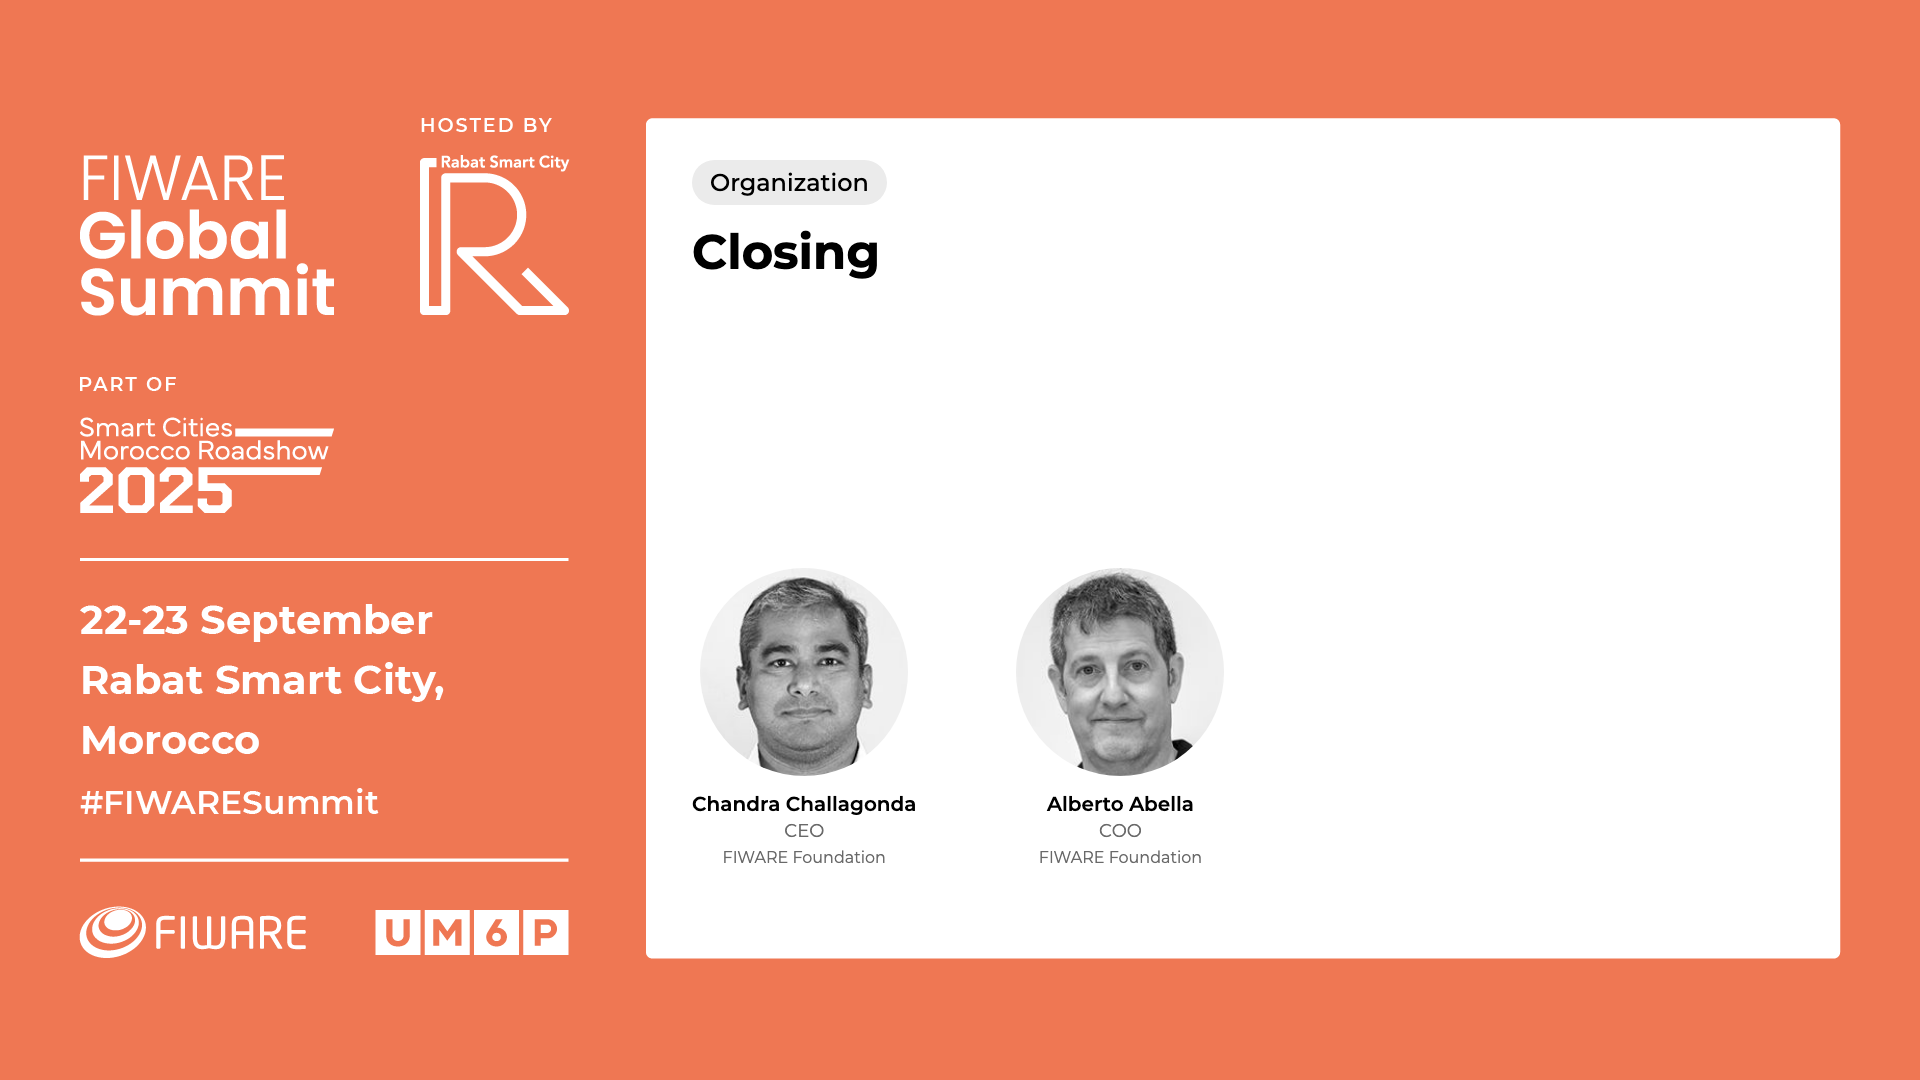 FIWARE
Global
Summit
HOSTED BY
Rabat Smart City
R
PART OF
Smart Cities
Morocco Roadshow
2025
22-23 September
Rabat Smart City,
Morocco
#FIWARESummit
FIWARE
UM6P
Organization
Closing
Chandra Challagonda
CEO
FIWARE Foundation
Alberto Abella
COO
FIWARE Foundation